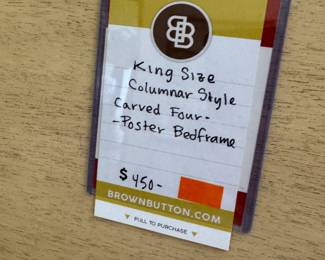 B B
King Size
Columnar Style
Carved Four-
-Poster Bedframe
$450-
BROWNBUTTON.COM
▼ PULL TO PURCHASE ▼